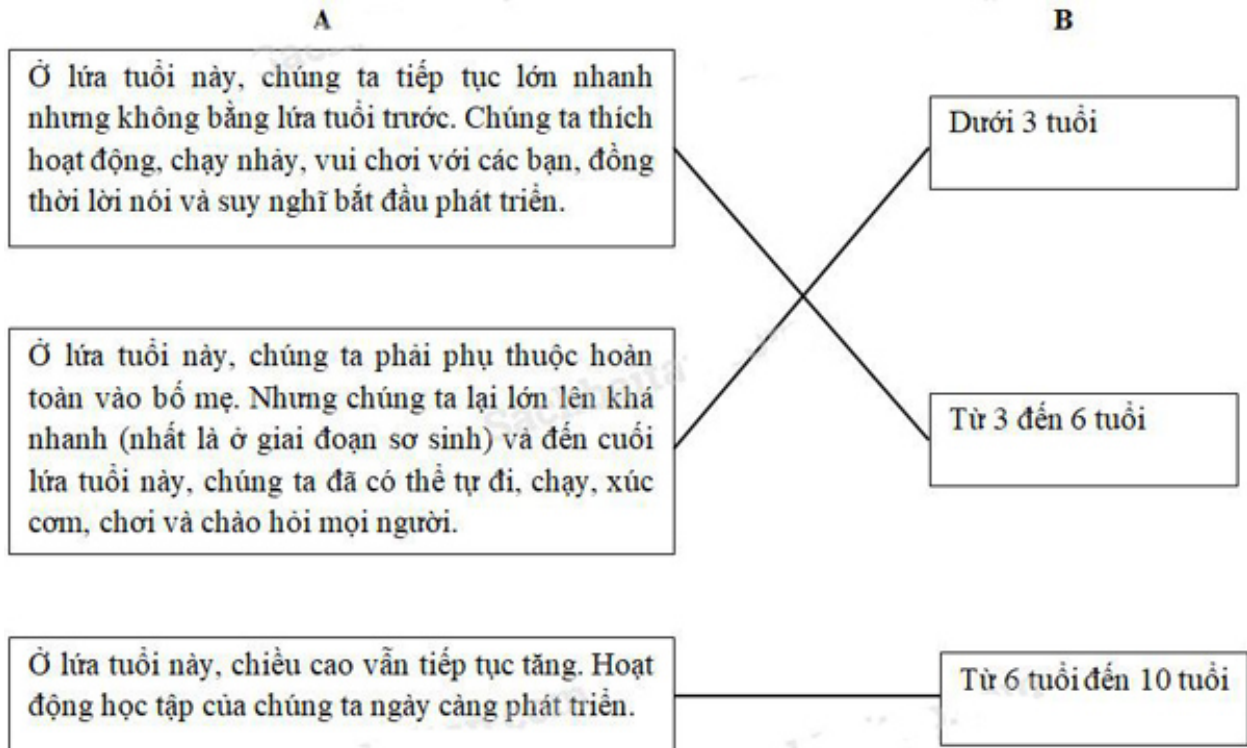 A
B
Ở lứa tuổi này, chúng ta tiếp tục lớn nhanh
nhưng không bằng lứa tuổi trước. Chúng ta thích
hoạt động, chạy nhảy, vui chơi với các bạn, đồng
thời lời nói và suy nghĩ bắt đầu phát triển.
Dưới 3 tuổi
Ở lứa tuổi này, chúng ta phải phụ thuộc hoàn
toàn vào bố mẹ. Nhưng chúng ta lại lớn lên khá
nhanh (nhất là ở giai đoạn sơ sinh) và đến cuối
lứa tuổi này, chúng ta đã có thể tự đi, chạy, xúc
cơm, chơi và chào hỏi mọi người.
Từ 3 đến 6 tuổi
Ở lứa tuổi này, chiều cao vẫn tiếp tục tăng. Hoạt
động học tập của chúng ta ngày càng phát triển.
Từ 6 tuổi đến 10 tuổi